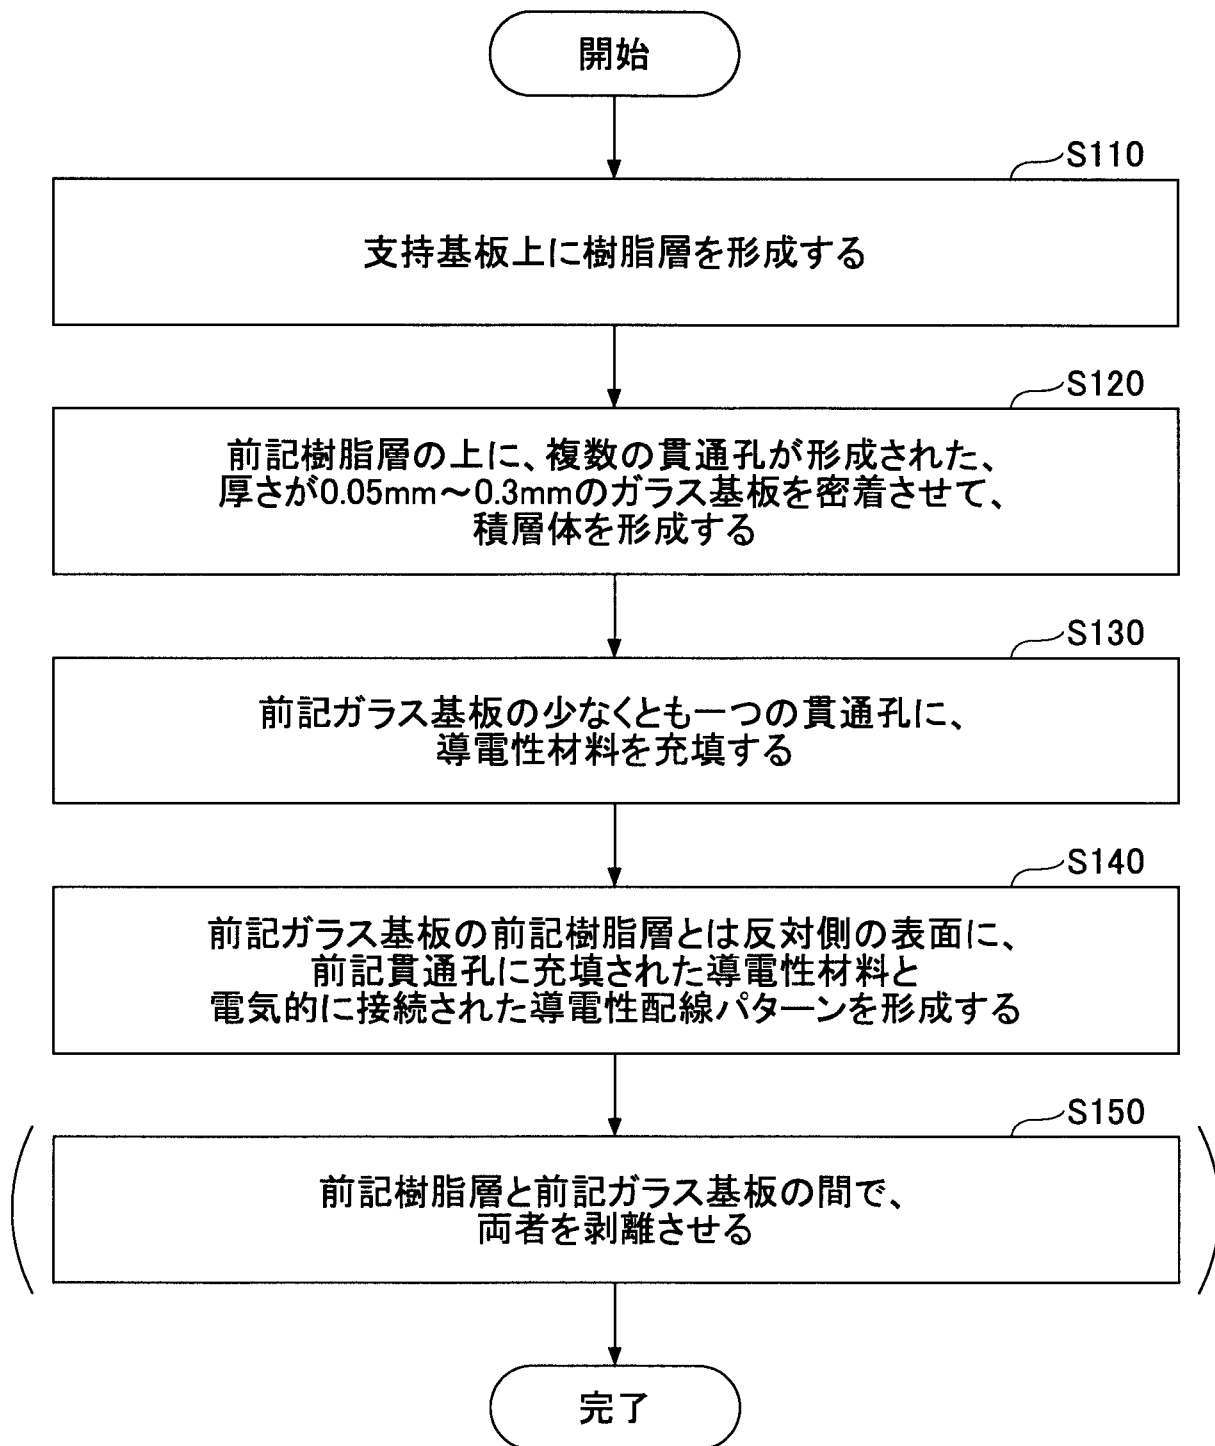 開始
S110
支持基板上に樹脂層を形成する
S120
前記樹脂層の上に、複数の貫通孔が形成された、
厚さが0.05mm～0.3mmのガラス基板を密着させて、
積層体を形成する
S130
前記ガラス基板の少なくとも一つの貫通孔に、
導電性材料を充填する
S140
前記ガラス基板の前記樹脂層とは反対側の表面に、
前記貫通孔に充填された導電性材料と
電気的に接続された導電性配線パターンを形成する
S150
前記樹脂層と前記ガラス基板の間で、
両者を剥離させる
完了